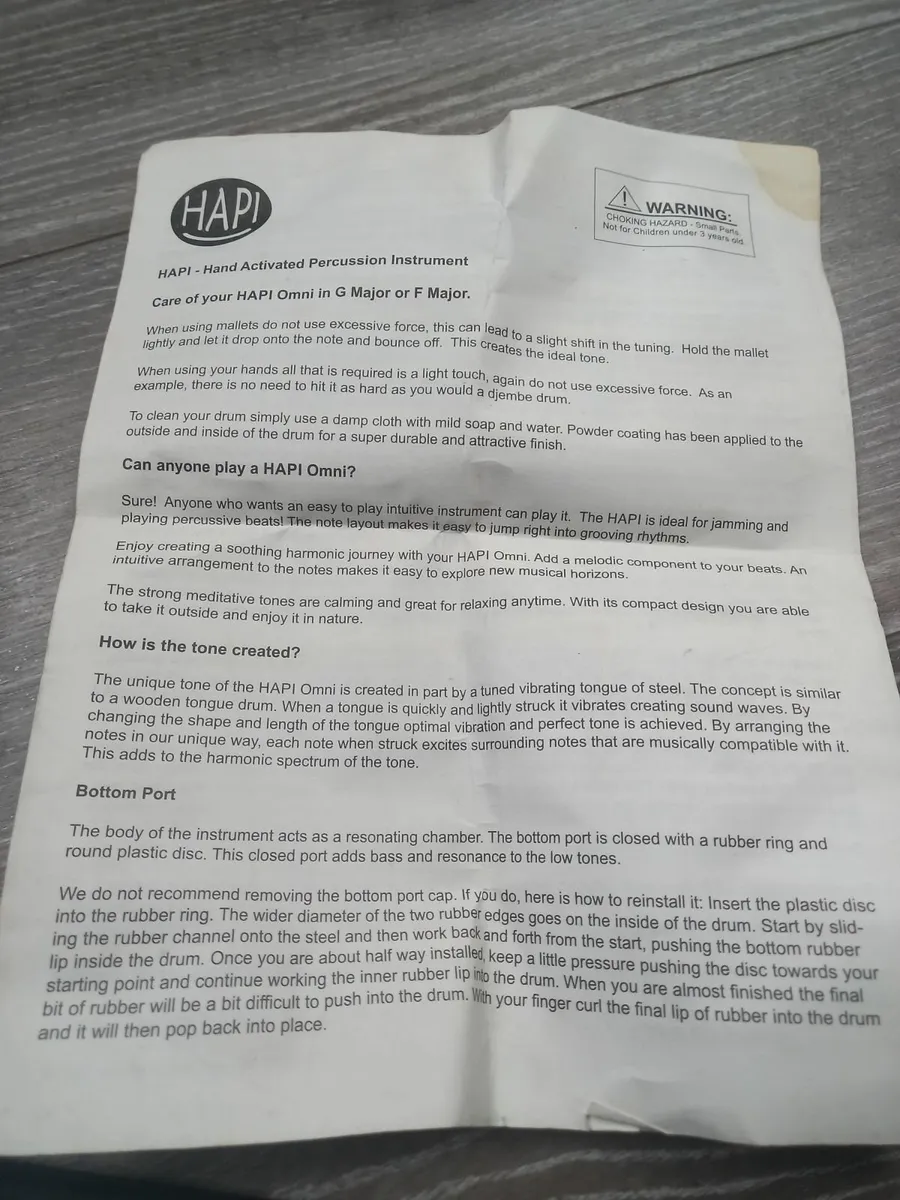 HAPI
WARNING:
CHOKING HAZARD - Small Parts.
Not for Children under 3 years old.
HAPI - Hand Activated Percussion Instrument
Care of your HAPI Omni in G Major or F Major.
When using mallets do not use excessive force, this can lead to a slight shift in the tuning. Hold the mallet
lightly and let it drop onto the note and bounce off. This creates the ideal tone.
When using your hands all that is required is a light touch, again do not use excessive force. As an
example, there is no need to hit it as hard as you would a djembe drum.
To clean your drum simply use a damp cloth with mild soap and water. Powder coating has been applied to the
outside and inside of the drum for a super durable and attractive finish.
Can anyone play a HAPI Omni?
Sure! Anyone who wants an easy to play intuitive instrument can play it. The HAPI is ideal for jamming and
playing percussive beats! The note layout makes it easy to jump right into grooving rhythms.
Enjoy creating a soothing harmonic journey with your HAPI Omni. Add a melodic component to your beats. An
intuitive arrangement to the notes makes it easy to explore new musical horizons.
The strong meditative tones are calming and great for relaxing anytime. With its compact design you are able
to take it outside and enjoy it in nature.
How is the tone created?
The unique tone of the HAPI Omni is created in part by a tuned vibrating tongue of steel. The concept is similar
to a wooden tongue drum. When a tongue is quickly and lightly struck it vibrates creating sound waves. By
changing the shape and length of the tongue optimal vibration and perfect tone is achieved. By arranging the
notes in our unique way, each note when struck excites surrounding notes that are musically compatible with it.
This adds to the harmonic spectrum of the tone.
Bottom Port
The body of the instrument acts as a resonating chamber. The bottom port is closed with a rubber ring and
round plastic disc. This closed port adds bass and resonance to the low tones.
We do not recommend removing the bottom port cap. If you do, here is how to reinstall it: Insert the plastic disc
into the rubber ring. The wider diameter of the two rubber edges goes on the inside of the drum. Start by slid-
ing the rubber channel onto the steel and then work back and forth from the start, pushing the bottom rubber
lip inside the drum. Once you are about half way installed, keep a little pressure pushing the disc towards your
starting point and continue working the inner rubber lip into the drum. When you are almost finished the final
bit of rubber will be a bit difficult to push into the drum. With your finger curl the final lip of rubber into the drum
and it will then pop back into place.